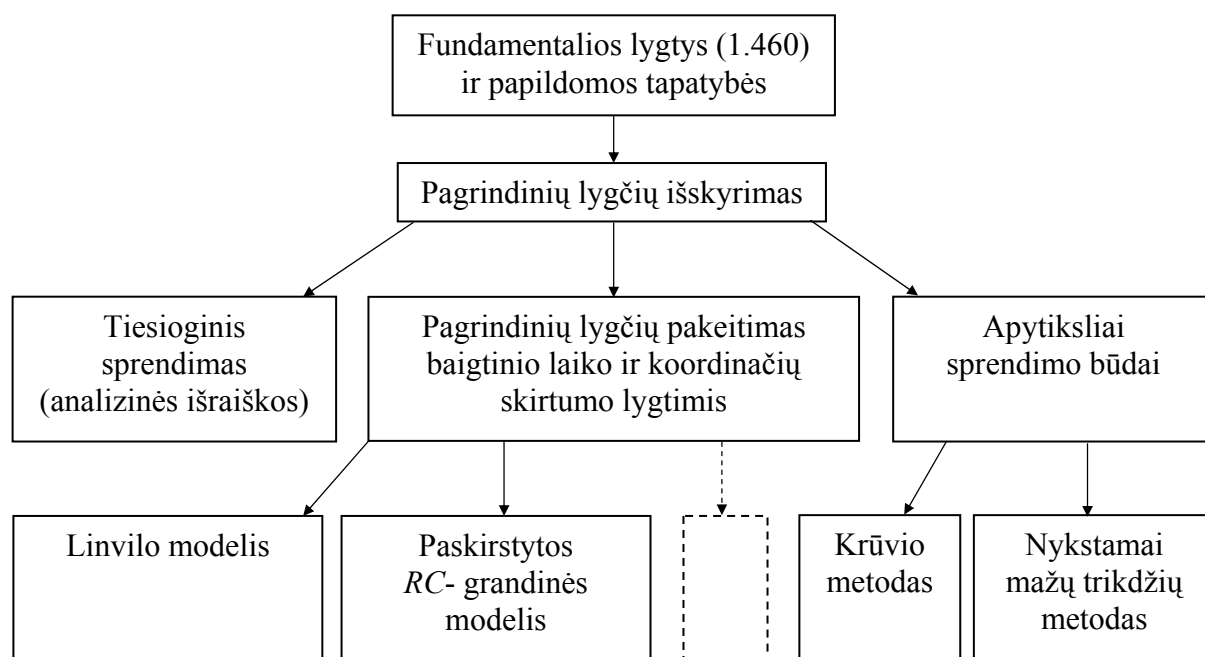 Fundamentalios lygtys (1.460)
ir papildomos tapatybės
Pagrindinių lygčių išskyrimas
Tiesioginis
sprendimas
(analizinės išraiškos)
Pagrindinių lygčių pakeitimas
baigtinio laiko ir koordinačių
skirtumo lygtimis
Apytiksliai
sprendimo būdai
Linvilo modelis
Paskirstytos
RC- grandinės
modelis
Krūvio
metodas
Nykstamai
mažų trikdžių
metodas